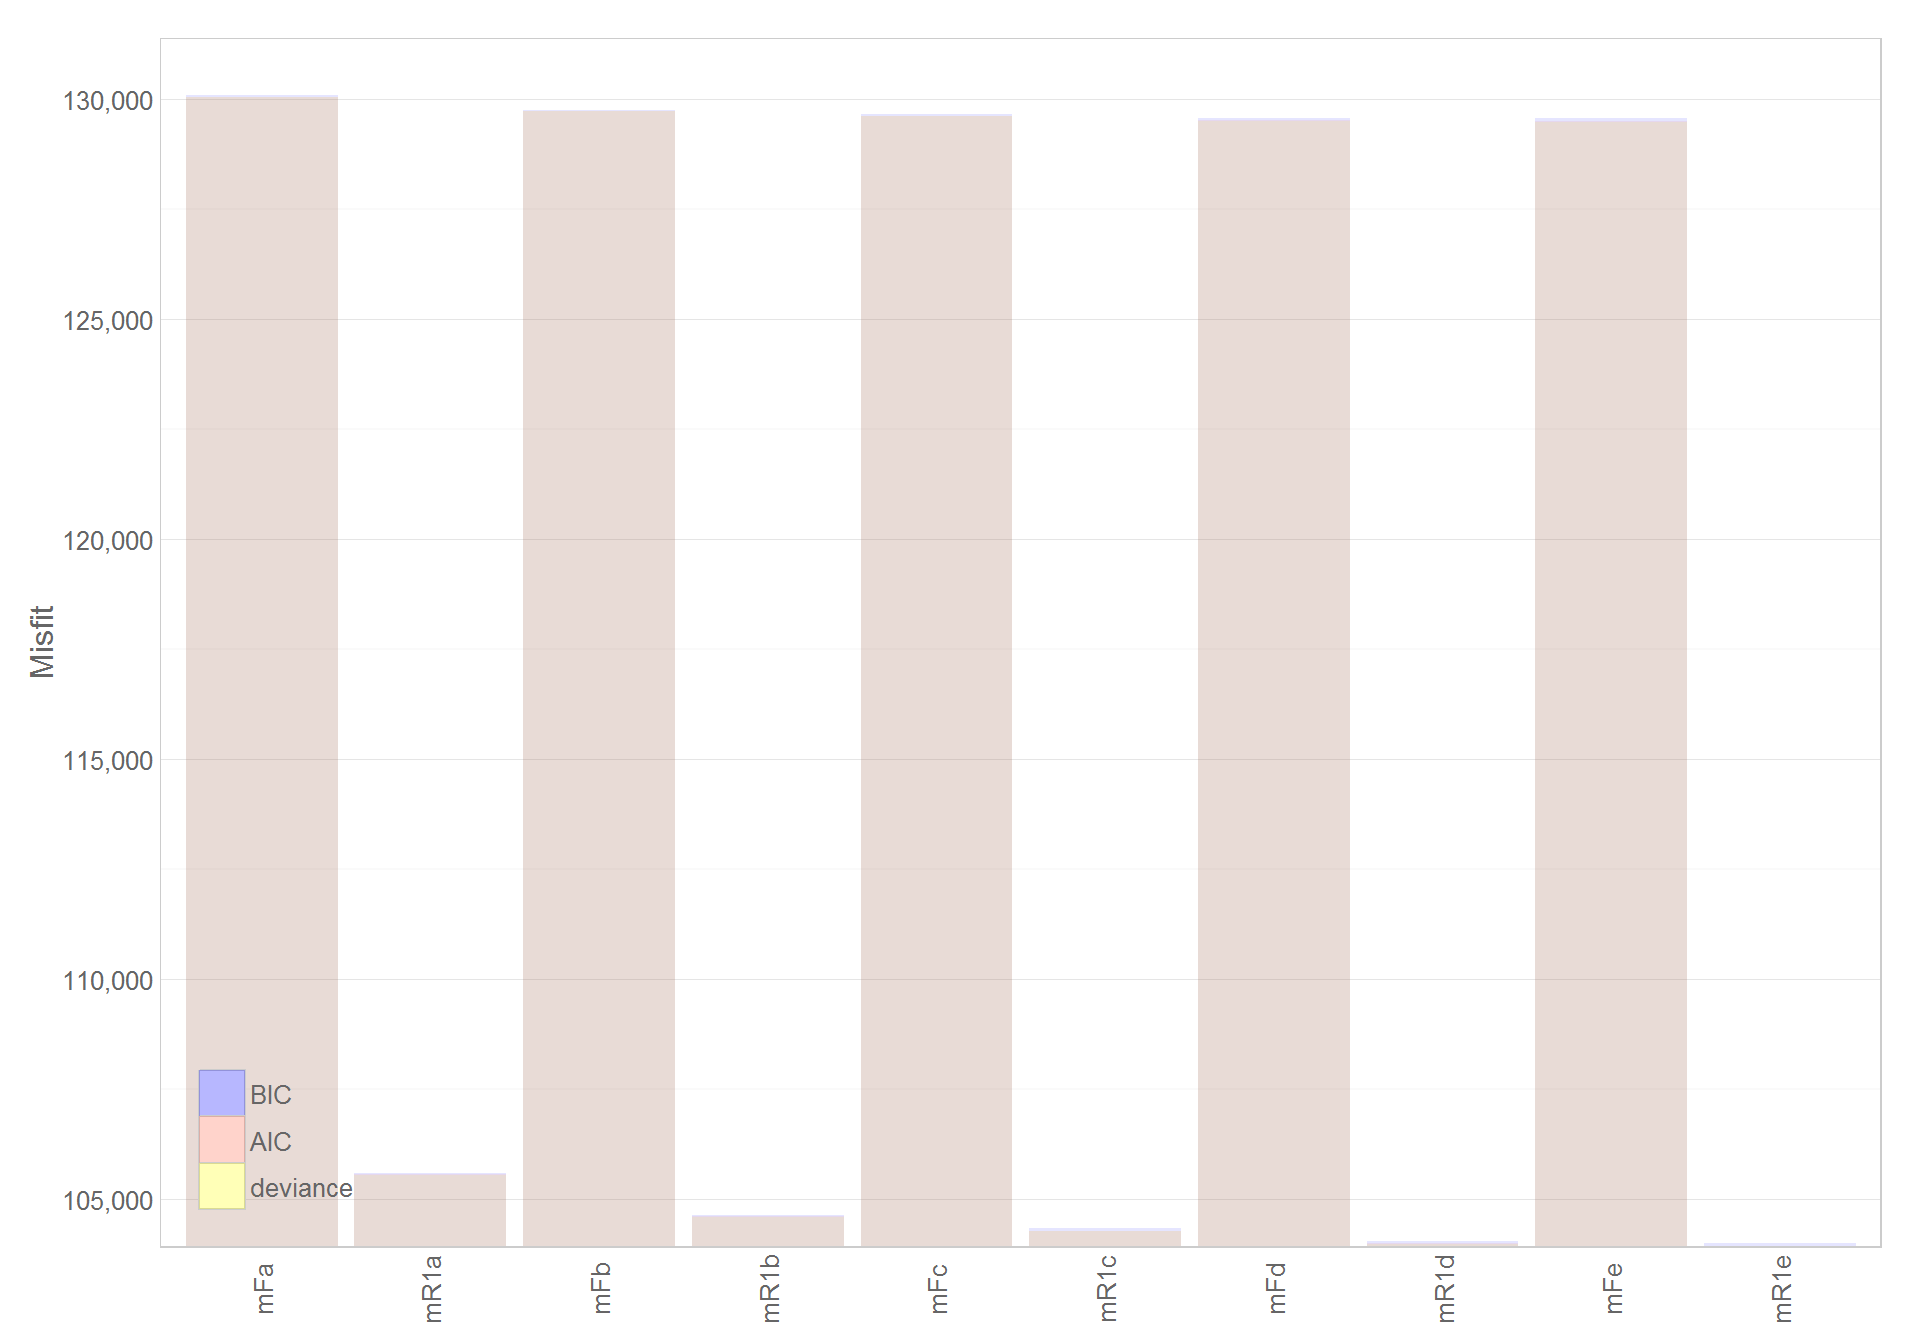 Misfit
130,000
125,000
120,000
115,000
110,000
105,000
BIC
AIC
deviance
mFa
mR1a
mFb
mR1b
mFc
mR1c
mFd
mR1d
mFe
mR1e